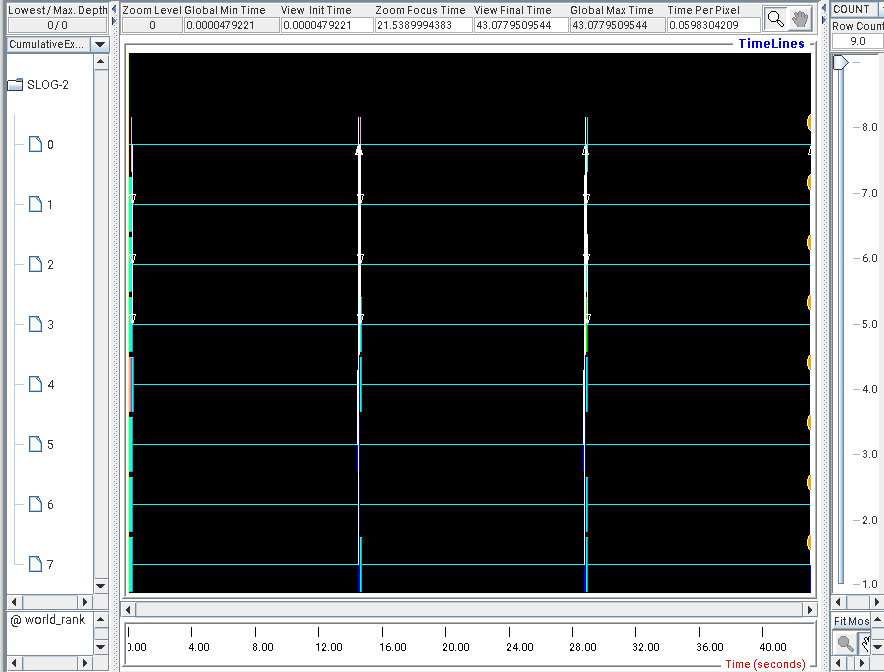 Lowest / Max. Depth
0 / 0
CumulativeEx...
Zoom Level
0
Global Min Time
0.0000479221
View Init Time
0.0000479221
Zoom Focus Time
21.5389994383
View Final Time
43.0779509544
Global Max Time
43.0779509544
Time Per Pixel
0.0598304209
COUNT
Row Count
9.0
TimeLines
SLOG-2
0
1
2
3
4
5
6
7
8.0
7.0
6.0
5.0
4.0
3.0
2.0
1.0
@ world_rank
0.00
4.00
8.00
12.00
16.00
20.00
24.00
28.00
32.00
36.00
40.00
Time (seconds)
Fit Mos